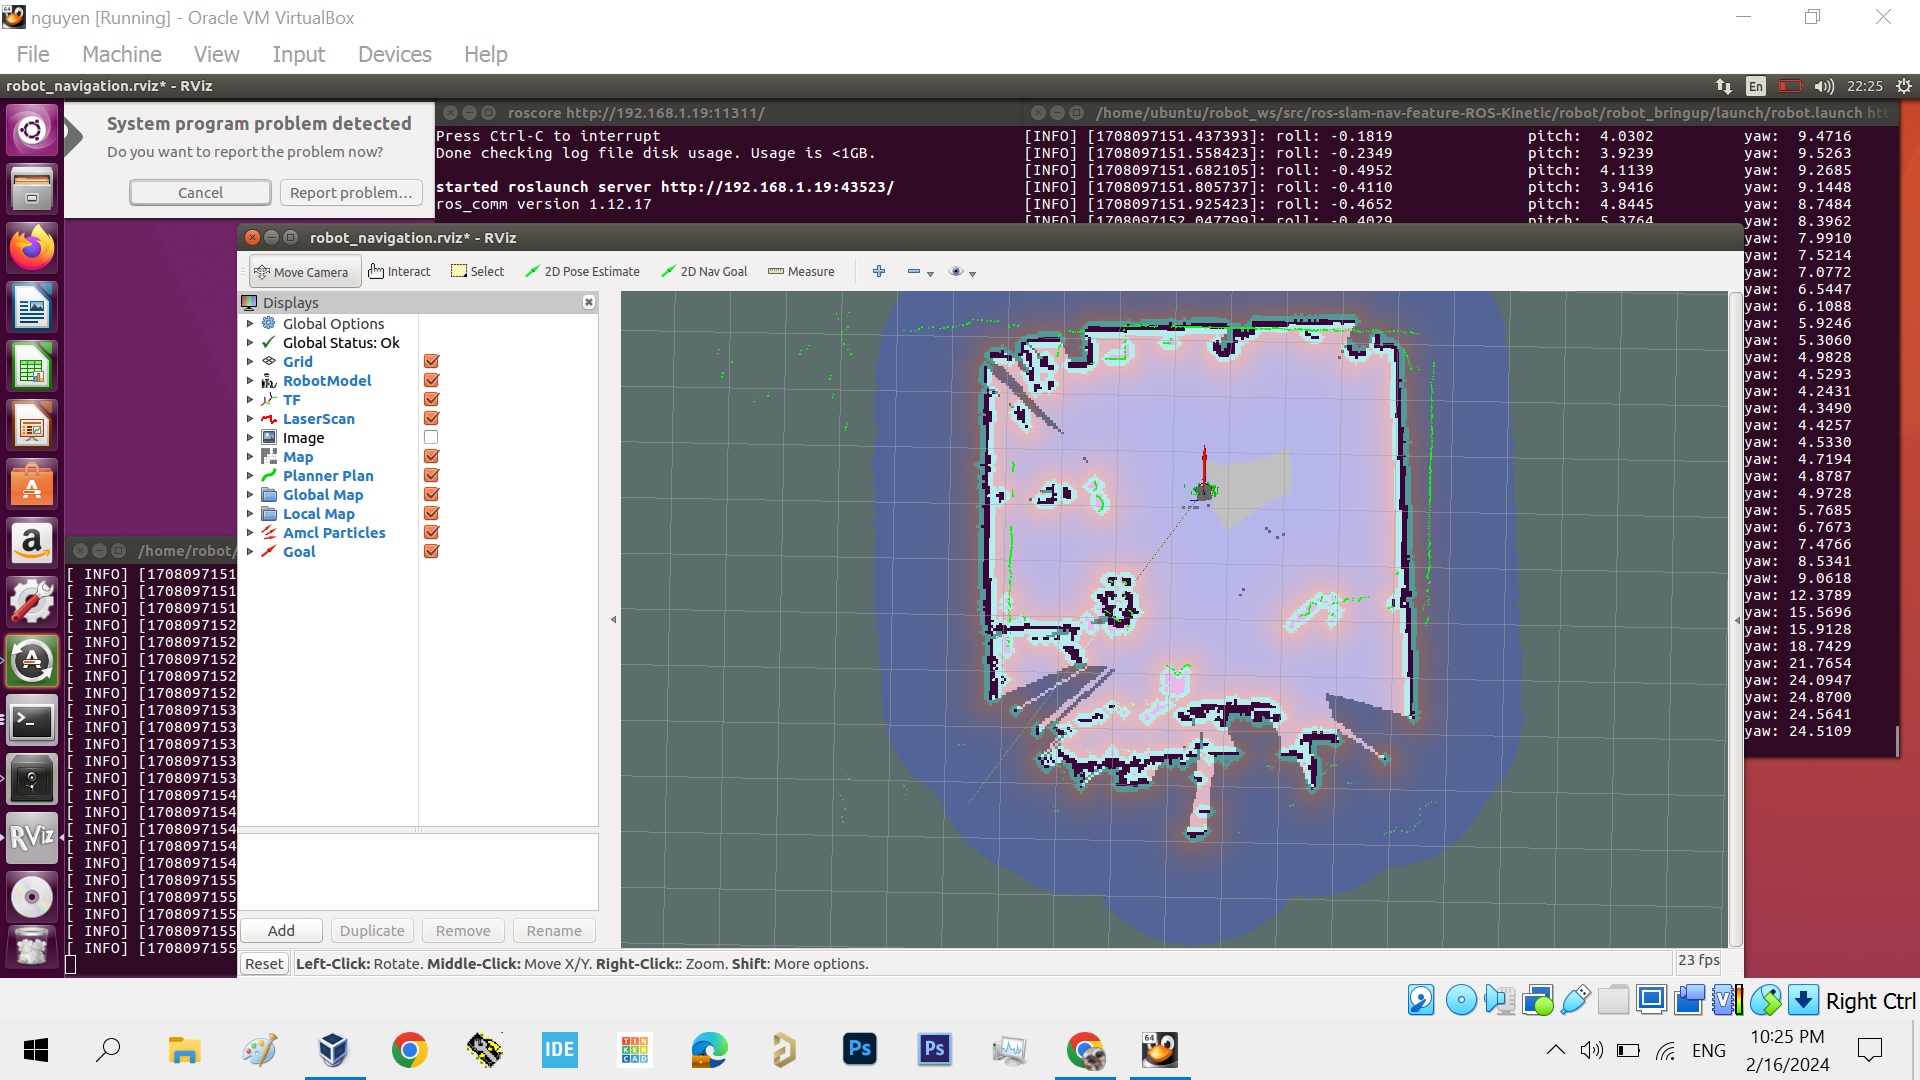 nguyen [Running] - Oracle VM VirtualBox
File Machine View Input Devices Help
robot_navigation.rviz* - RViz
En
22:25
System program problem detected
Do you want to report the problem now?
Cancel
Report problem…
roscore http://192.168.1.19:11311/
Press Ctrl-C to interrupt
Done checking log file disk usage. Usage is <1GB.
started roslaunch server http://192.168.1.19:43523/
ros_comm version 1.12.17
/home/ubuntu/robot_ws/src/ros-slam-nav-feature-ROS-Kinetic/robot/robot_bringup/launch/robot.launch
[INFO] [1708097151.437393]: roll: -0.1819 pitch: 4.0302 yaw: 9.4716
[INFO] [1708097151.558423]: roll: -0.2349 pitch: 3.9239 yaw: 9.5263
[INFO] [1708097151.682105]: roll: -0.4952 pitch: 4.1139 yaw: 9.2685
[INFO] [1708097151.805737]: roll: -0.4110 pitch: 3.9416 yaw: 9.1448
[INFO] [1708097151.925423]: roll: -0.4652 pitch: 4.8445 yaw: 8.7484
[INFO] [1708097152.047799]: roll: -0.4029 pitch: 5.3764 yaw: 8.3962
yaw: 7.9910
yaw: 7.5214
yaw: 7.0772
yaw: 6.5447
yaw: 6.1088
yaw: 5.9246
yaw: 5.3060
yaw: 4.9828
yaw: 4.5293
yaw: 4.2431
yaw: 4.3490
yaw: 4.4257
yaw: 4.5330
yaw: 4.7194
yaw: 4.8787
yaw: 4.9728
yaw: 5.7685
yaw: 6.7673
yaw: 7.4766
yaw: 8.5341
yaw: 9.0618
yaw: 12.3789
yaw: 15.5696
yaw: 15.9128
yaw: 18.7429
yaw: 21.7654
yaw: 24.0947
yaw: 24.8700
yaw: 24.5641
yaw: 24.5109
robot_navigation.rviz* - RViz
Move Camera Interact Select 2D Pose Estimate 2D Nav Goal Measure
Displays
Global Options
Global Status: Ok
Grid
RobotModel
TF
LaserScan
Image
Map
Planner Plan
Global Map
Local Map
Amcl Particles
Goal
Add Duplicate Remove Rename
Reset
Left-Click: Rotate. Middle-Click: Move X/Y. Right-Click:: Zoom. Shift: More options.
23 fps
/home/robot/
[ INFO] [1708097151
[ INFO] [1708097151
[ INFO] [1708097151
[ INFO] [1708097152
[ INFO] [1708097152
[ INFO] [1708097152
[ INFO] [1708097152
[ INFO] [1708097152
[ INFO] [1708097153
[ INFO] [1708097153
[ INFO] [1708097153
[ INFO] [1708097153
[ INFO] [1708097153
[ INFO] [1708097154
[ INFO] [1708097154
[ INFO] [1708097154
[ INFO] [1708097154
[ INFO] [1708097154
[ INFO] [1708097155
[ INFO] [1708097155
[ INFO] [1708097155
[ INFO] [1708097155
[ INFO] [1708097155
RViz
Right Ctrl
IDE
TIN
KER
CAD
Ps
Ps
64
ENG
10:25 PM
2/16/2024